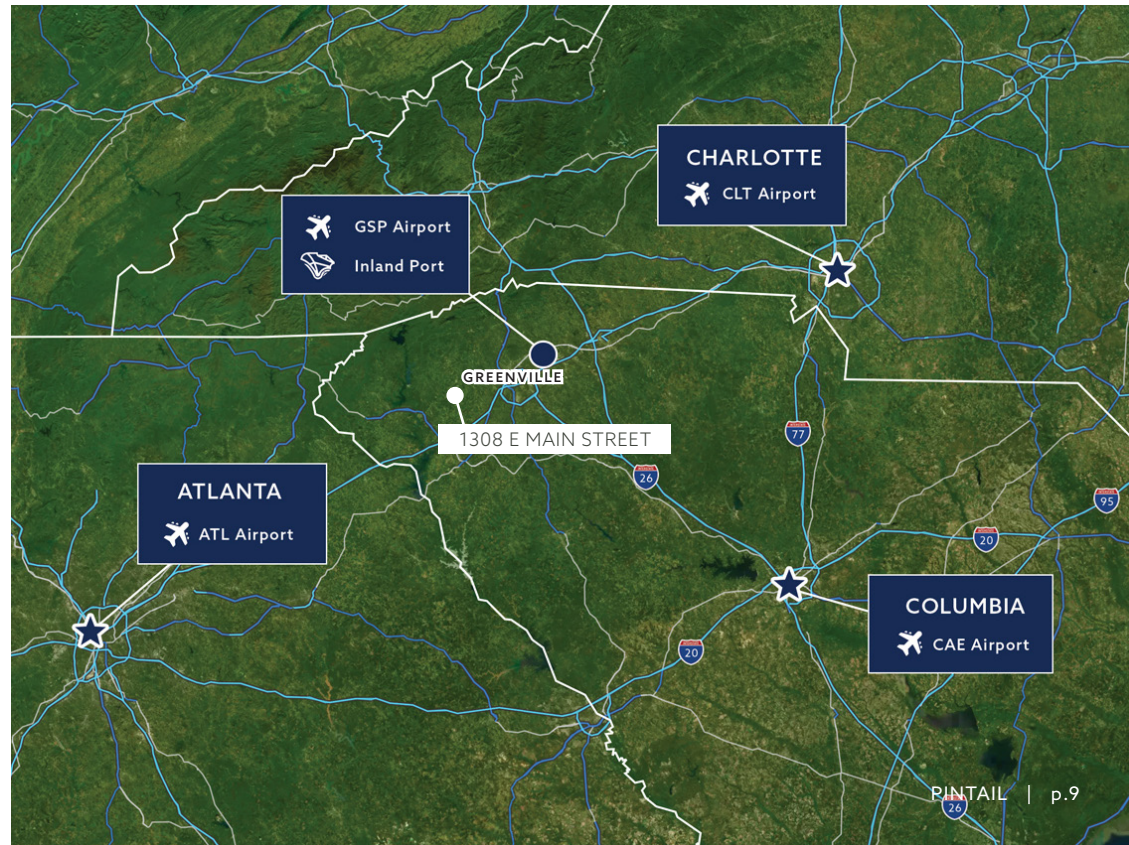 CHARLOTTE
CLT Airport
GSP Airport
Inland Port
GREENVILLE
1308 E MAIN STREET
77
26
ATLANTA
ATL Airport
95
20
COLUMBIA
CAE Airport
20
PINTAIL | p.9
26